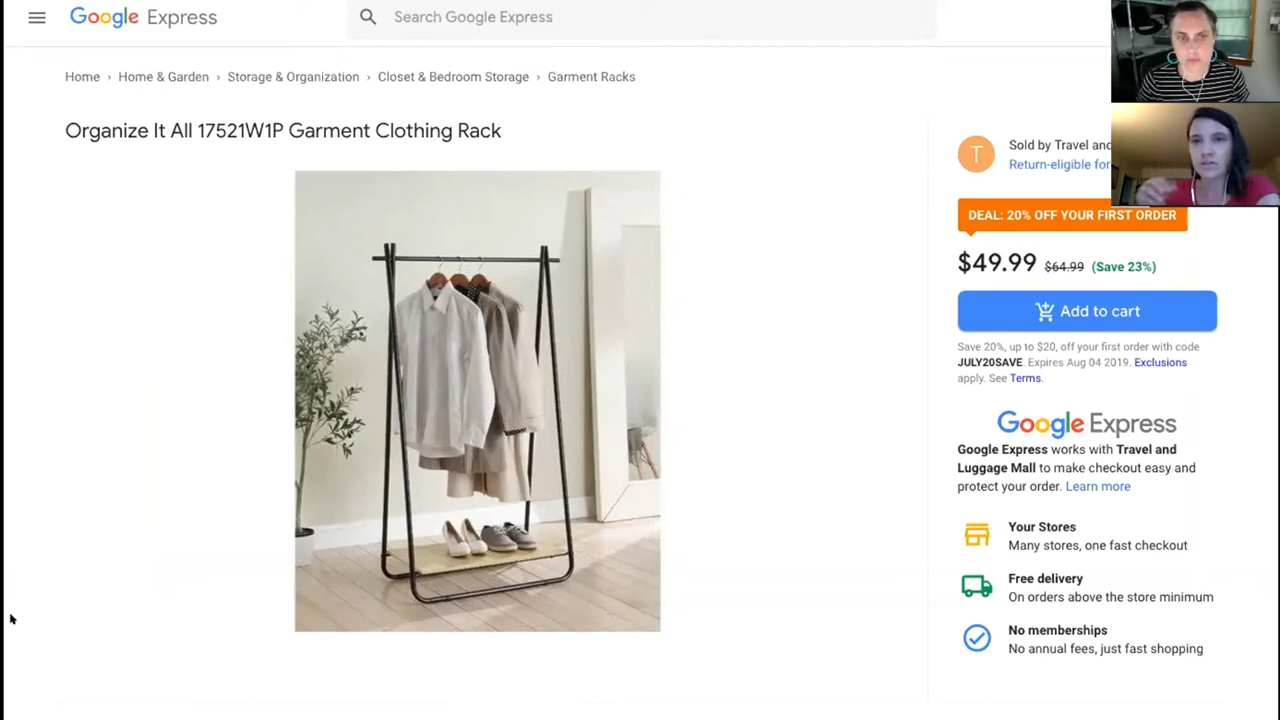 Google Express
Search Google Express
Home › Home & Garden › Storage & Organization › Closet & Bedroom Storage › Garment Racks
Organize It All 17521W1P Garment Clothing Rack
T
Sold by Travel and
Return-eligible for
DEAL: 20% OFF YOUR FIRST ORDER
$49.99 $64.99 (Save 23%)
Add to cart
Save 20%, up to $20, off your first order with code
JULY20SAVE. Expires Aug 04 2019. Exclusions
apply. See Terms.
Google Express
Google Express works with Travel and
Luggage Mall to make checkout easy and
protect your order. Learn more
Your Stores
Many stores, one fast checkout
Free delivery
On orders above the store minimum
No memberships
No annual fees, just fast shopping